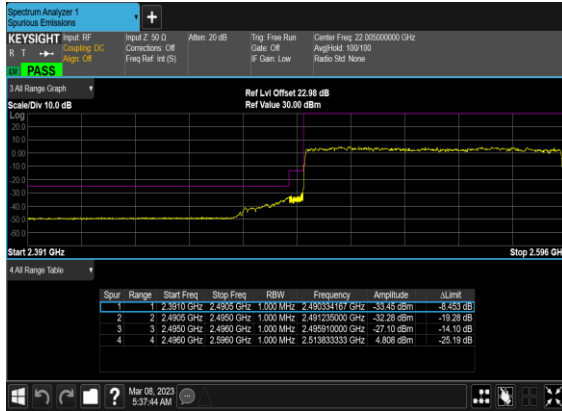 Spectrum Analyzer 1
Spurious Emissions
KEYSIGHT Input: RF Input Z: 50 Ω Atten: 20 dB Trig: Free Run Center Freq: 22.005000000 GHz
R T Coupling: DC Corrections: Off Gate: Off Avg|Hold: 100/100
Align: Off Freq Ref: Int (S) IF Gain: Low Radio Std: None
PASS
3 All Range Graph
Ref Lvl Offset 22.98 dB
Scale/Div 10.0 dB Ref Value 30.00 dBm
Log
20.0
10.0
0.00
-10.0
-20.0
-30.0
-40.0
-50.0
-60.0
Start 2.391 GHz Stop 2.596 GH
4 All Range Table
Spur Range Start Freq Stop Freq RBW Frequency Amplitude ΔLimit
1 1 2.3910 GHz 2.4905 GHz 1.000 MHz 2.490334167 GHz -33.45 dBm -8.453 dB
2 2 2.4905 GHz 2.4950 GHz 1.000 MHz 2.491235000 GHz -32.28 dBm -19.28 dB
3 3 2.4950 GHz 2.4960 GHz 1.000 MHz 2.495910000 GHz -27.10 dBm -14.10 dB
4 4 2.4960 GHz 2.5960 GHz 1.000 MHz 2.513833333 GHz 4.808 dBm -25.19 dB
? Mar 08, 2023
5:37:44 AM